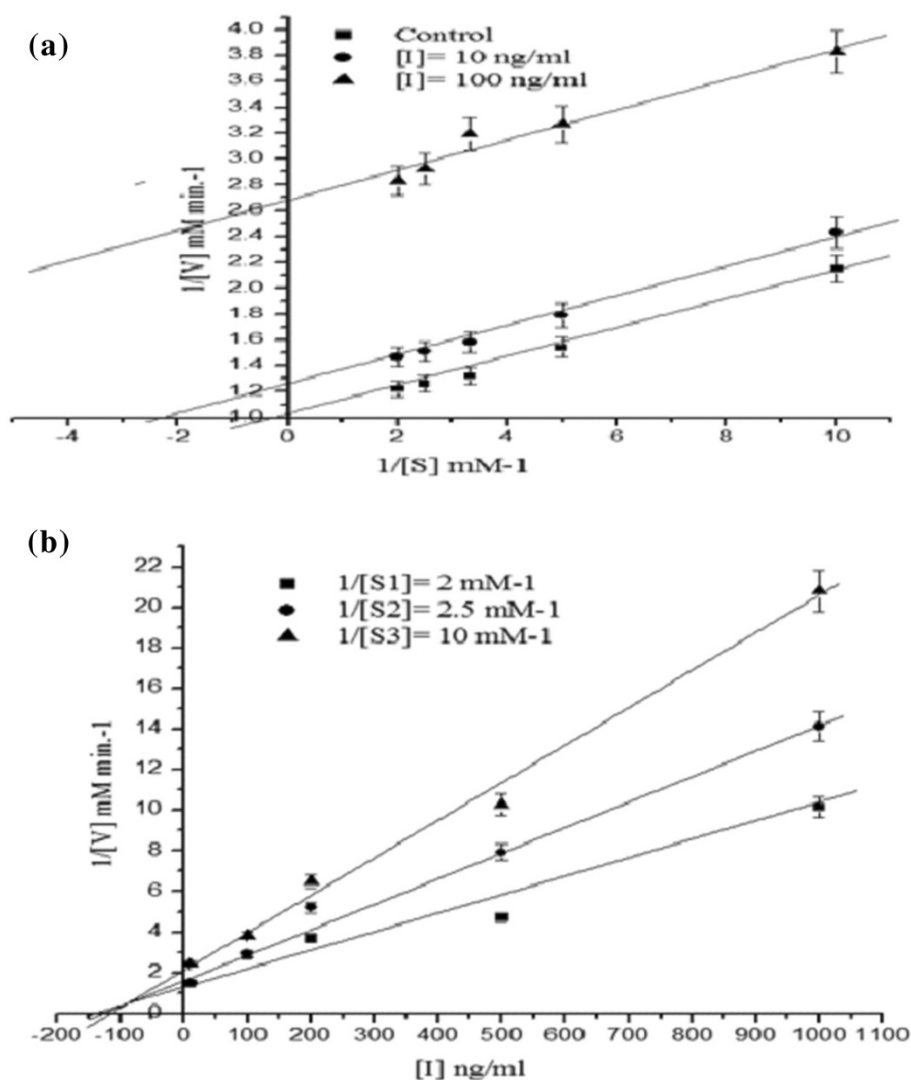 (a)
Control
[I]= 10 ng/ml
[I]= 100 ng/ml
4.0
3.8
3.6
3.4
3.2
3.0
2.8
2.6
2.4
2.2
2.0
1.8
1.6
1.4
1.2
1.0
1/[V] mM min.-1
-4 -2 0 2 4 6 8 10
1/[S] mM-1
(b)
1/[S1]= 2 mM-1
1/[S2]= 2.5 mM-1
1/[S3]= 10 mM-1
22
20
18
16
14
12
10
8
6
4
2
0
1/[V] mM min.-1
-200 -100 0 100 200 300 400 500 600 700 800 900 1000 1100
[I] ng/ml